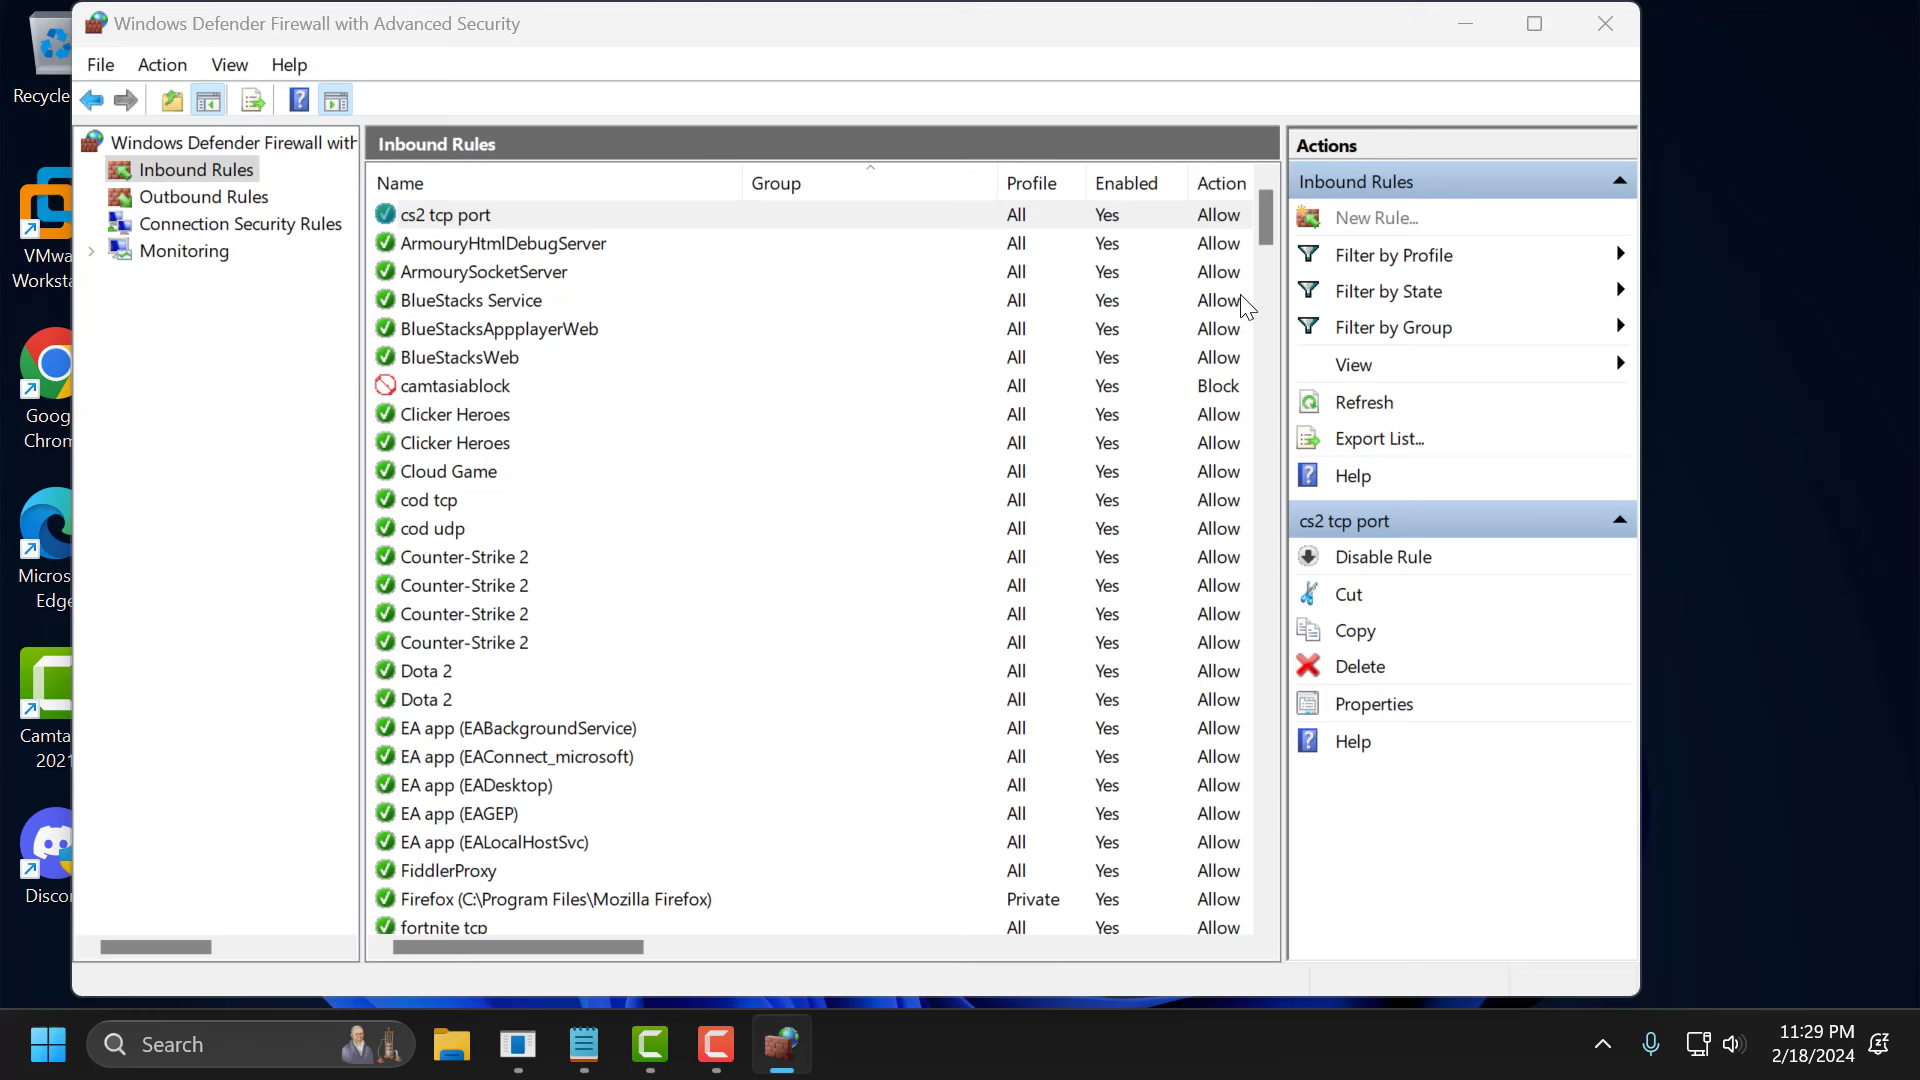 Windows Defender Firewall with Advanced Security
File Action View Help
Recycle
VMwa
Worksta
Goog
Chrom
Micros
Edge
Camta
2021
Discor
Windows Defender Firewall with
Inbound Rules
Outbound Rules
Connection Security Rules
Monitoring
Inbound Rules
Name Group Profile Enabled Action
cs2 tcp port All Yes Allow
ArmouryHtmlDebugServer All Yes Allow
ArmourySocketServer All Yes Allow
BlueStacks Service All Yes Allow
BlueStacksAppplayerWeb All Yes Allow
BlueStacksWeb All Yes Allow
camtasiablock All Yes Block
Clicker Heroes All Yes Allow
Clicker Heroes All Yes Allow
Cloud Game All Yes Allow
cod tcp All Yes Allow
cod udp All Yes Allow
Counter-Strike 2 All Yes Allow
Counter-Strike 2 All Yes Allow
Counter-Strike 2 All Yes Allow
Counter-Strike 2 All Yes Allow
Dota 2 All Yes Allow
Dota 2 All Yes Allow
EA app (EABackgroundService) All Yes Allow
EA app (EAConnect_microsoft) All Yes Allow
EA app (EADesktop) All Yes Allow
EA app (EAGEP) All Yes Allow
EA app (EALocalHostSvc) All Yes Allow
FiddlerProxy All Yes Allow
Firefox (C:\Program Files\Mozilla Firefox) Private Yes Allow
fortnite tcp All Yes Allow
Actions
Inbound Rules
New Rule...
Filter by Profile
Filter by State
Filter by Group
View
Refresh
Export List...
Help
cs2 tcp port
Disable Rule
Cut
Copy
Delete
Properties
Help
Search
11:29 PM
2/18/2024